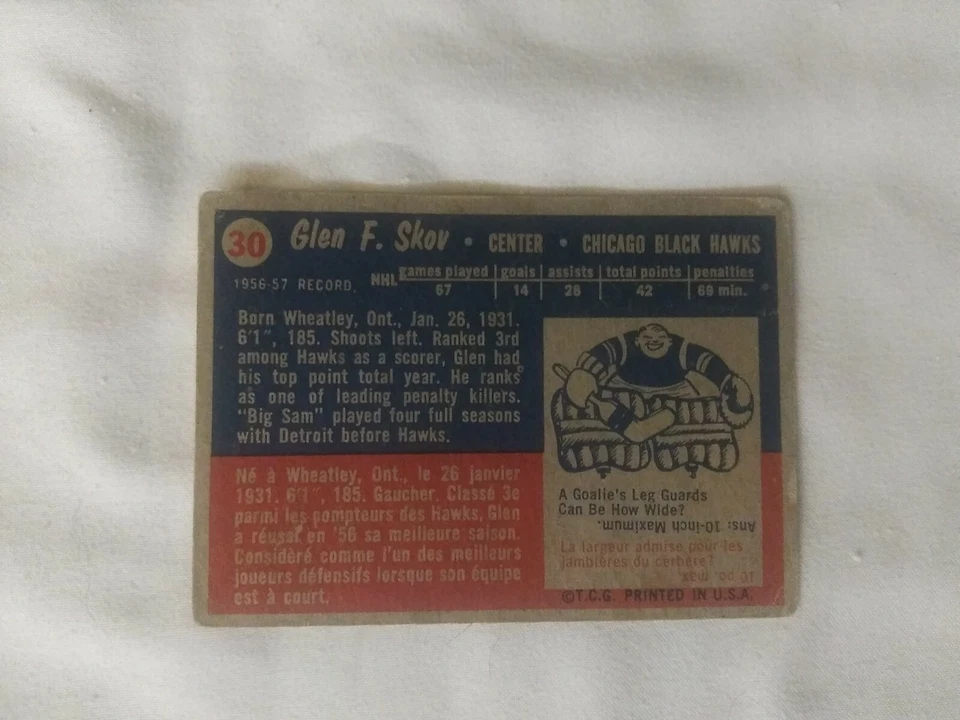 30 Glen F. Skov • CENTER • CHICAGO BLACK HAWKS
1956-57 RECORD NHL games played goals assists total points penalties
67 14 28 42 69 min.
Born Wheatley, Ont., Jan. 26, 1931.
6'1", 185. Shoots left. Ranked 3rd
among Hawks as a scorer, Glen had
his top point total year. He ranks
as one of leading penalty killers.
"Big Sam" played four full seasons
with Detroit before Hawks.
Né à Wheatley, Ont., le 26 janvier
1931. 6'1", 185. Gaucher. Classé 3e
parmi les compteurs des Hawks, Glen
a réussi en '56 sa meilleure saison.
Considéré comme l'un des meilleurs
joueurs défensifs lorsque son équipe
est à court.
A Goalie's Leg Guards
Can Be How Wide?
Ans: 10-inch Maximum.
La largeur admise pour les
jambières du cerbère?
10 po. max.
©T.C.G. PRINTED IN U.S.A.